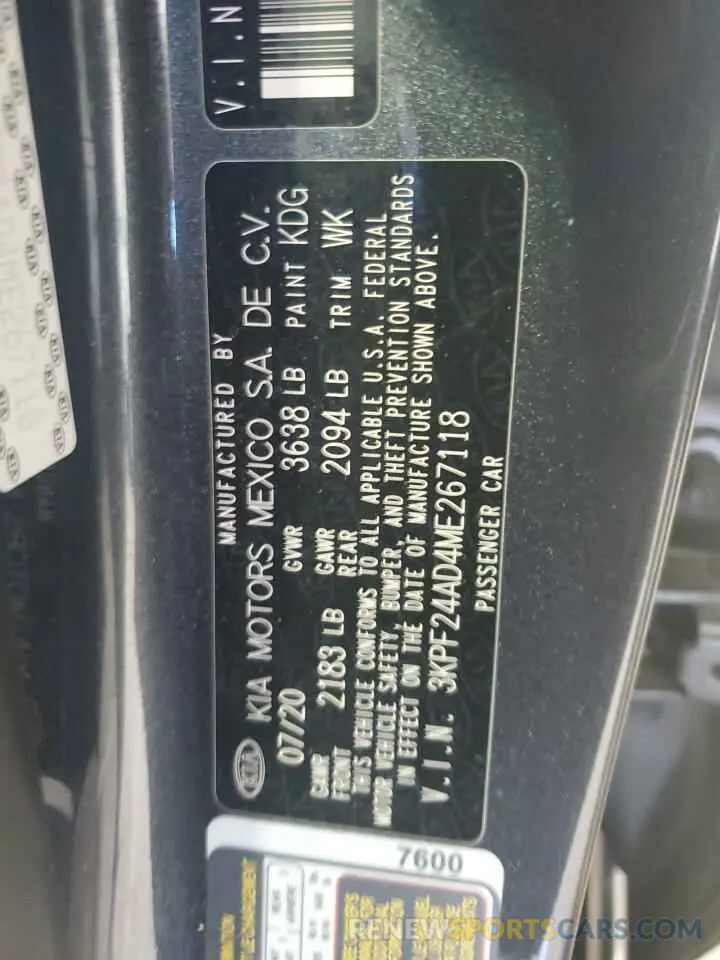 V.I.N
MANUFACTURED BY
KIA KIA MOTORS MEXICO S.A. DE C.V.
07/20 GVWR 3638 LB PAINT KDG
GAWR FRONT 2183 LB GAWR REAR 2094 LB TRIM WK
THIS VEHICLE CONFORMS TO ALL APPLICABLE U.S.A. FEDERAL
MOTOR VEHICLE SAFETY, BUMPER, AND THEFT PREVENTION STANDARDS
IN EFFECT ON THE DATE OF MANUFACTURE SHOWN ABOVE.
V.I.N. 3KPF24AD4ME267118
PASSENGER CAR
7600
RENEWSPORTSCARS.COM